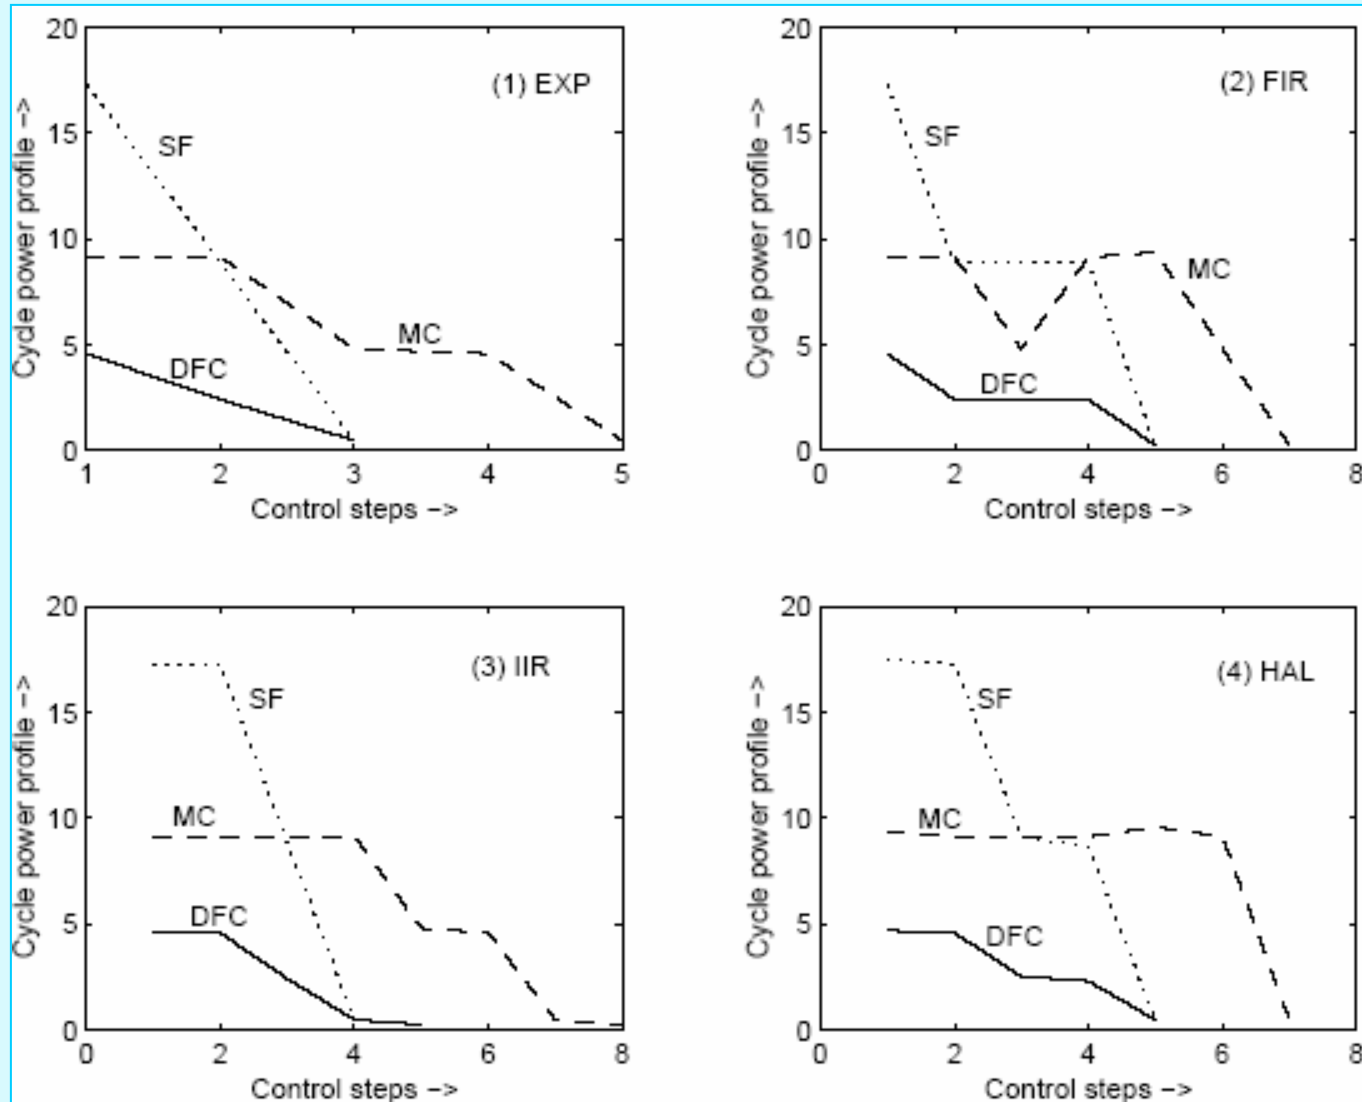 (1) EXP
20
15
10
5
0
Cycle power profile −>
SF
MC
DFC
1
2
3
4
5
Control steps −>
(2) FIR
20
15
10
5
0
Cycle power profile −>
SF
MC
DFC
0
2
4
6
8
Control steps −>
(3) IIR
20
15
10
5
0
Cycle power profile −>
SF
MC
DFC
0
2
4
6
8
Control steps −>
(4) HAL
20
15
10
5
0
Cycle power profile −>
SF
MC
DFC
0
2
4
6
8
Control steps −>